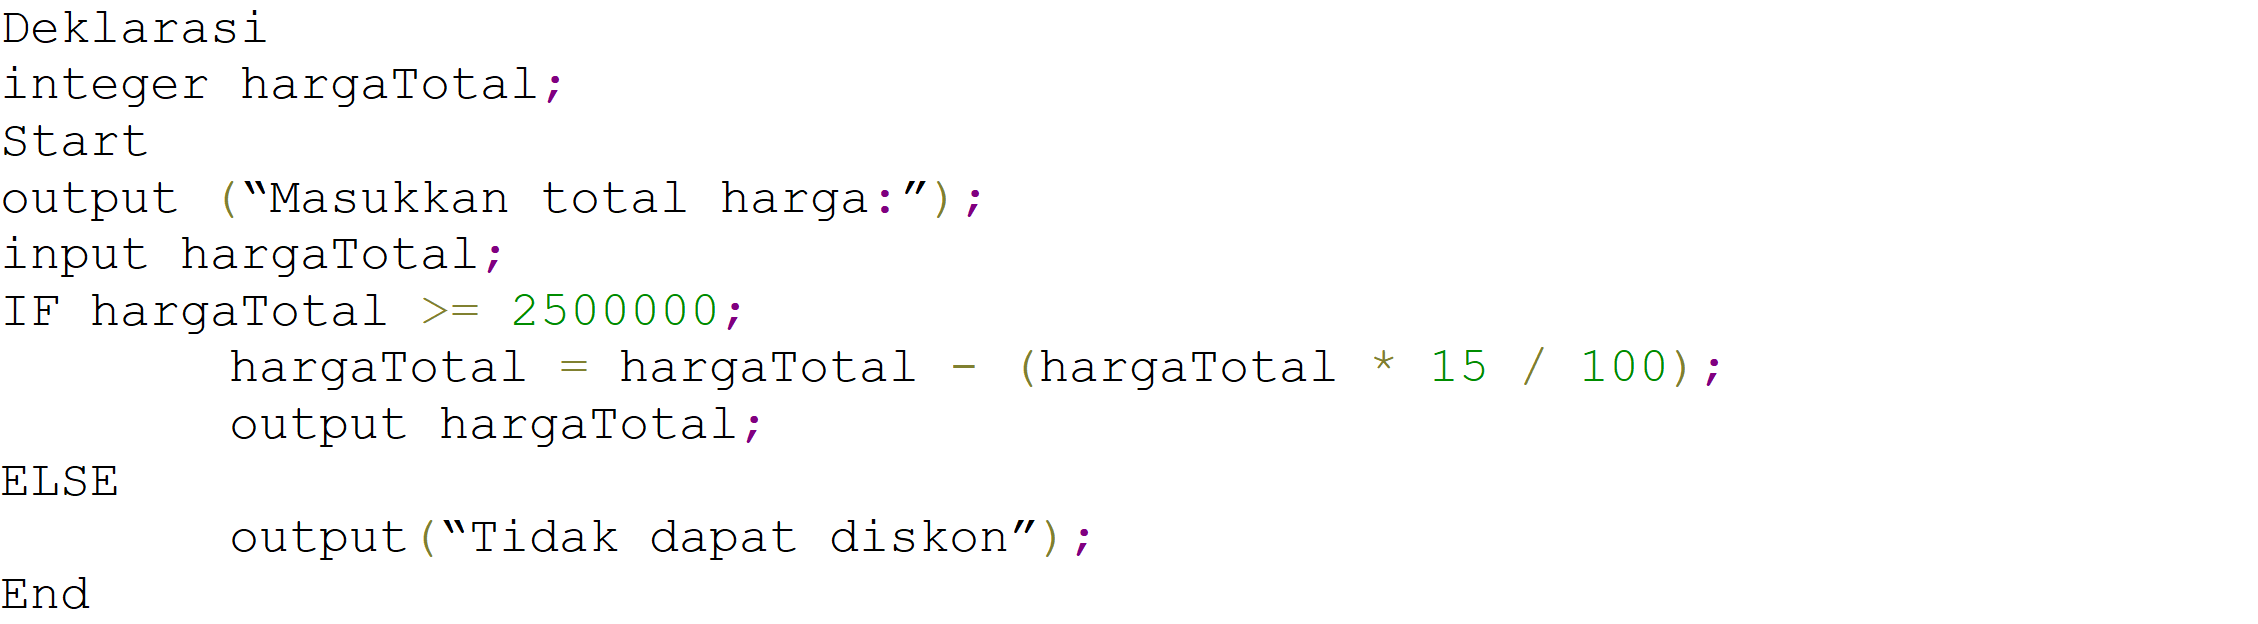 Deklarasi
integer hargaTotal;
Start
output (“Masukkan total harga:”);
input hargaTotal;
IF hargaTotal >= 2500000;
hargaTotal = hargaTotal - (hargaTotal * 15 / 100);
output hargaTotal;
ELSE
output(“Tidak dapat diskon”);
End